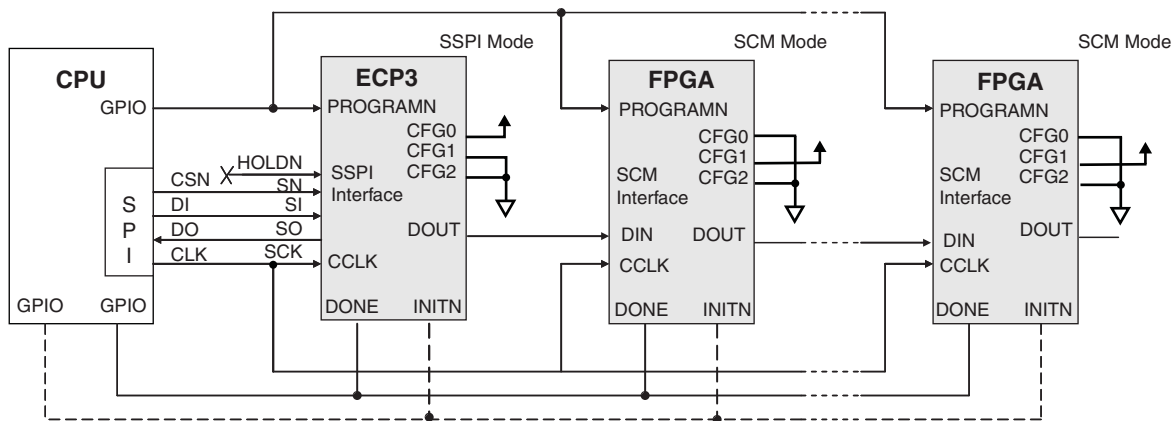 SSPI Mode
SCM Mode
SCM Mode
CPU
GPIO
SPI
CSN
DI
DO
CLK
GPIO
GPIO
HOLDN
SN
SI
SO
SCK
ECP3
PROGRAMN
CFG0
CFG1
CFG2
SSPI
Interface
DOUT
CCLK
DONE
INITN
FPGA
PROGRAMN
CFG0
CFG1
CFG2
SCM
Interface
DIN
DOUT
CCLK
DONE
INITN
FPGA
PROGRAMN
CFG0
CFG1
CFG2
SCM
Interface
DOUT
DIN
CCLK
DONE
INITN